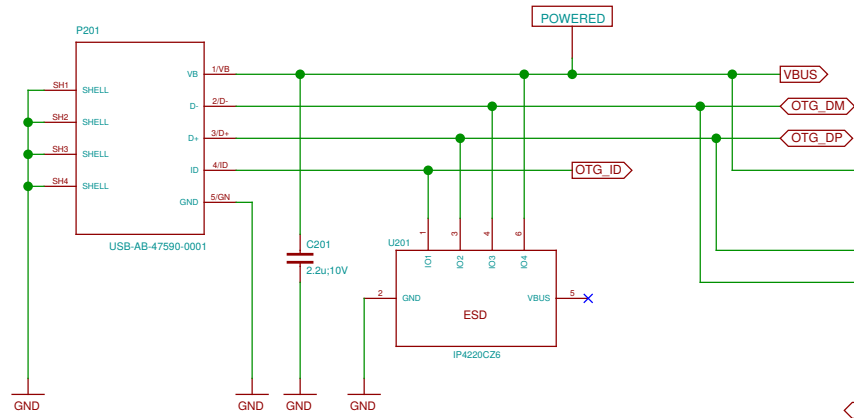 POWERED
P201
VB
1/VB
VBUS
SH1
SHELL
D-
2/D-
OTG_DM
SH2
SHELL
D+
3/D+
OTG_DP
SH3
SHELL
ID
4/ID
OTG_ID
SH4
SHELL
GND
5/GN
USB-AB-47590-0001
C201
2.2u;10V
U201
1
3
4
6
IO1
IO2
IO3
IO4
2
GND
VBUS
5
ESD
IP4220CZ6
GND
GND
GND
GND